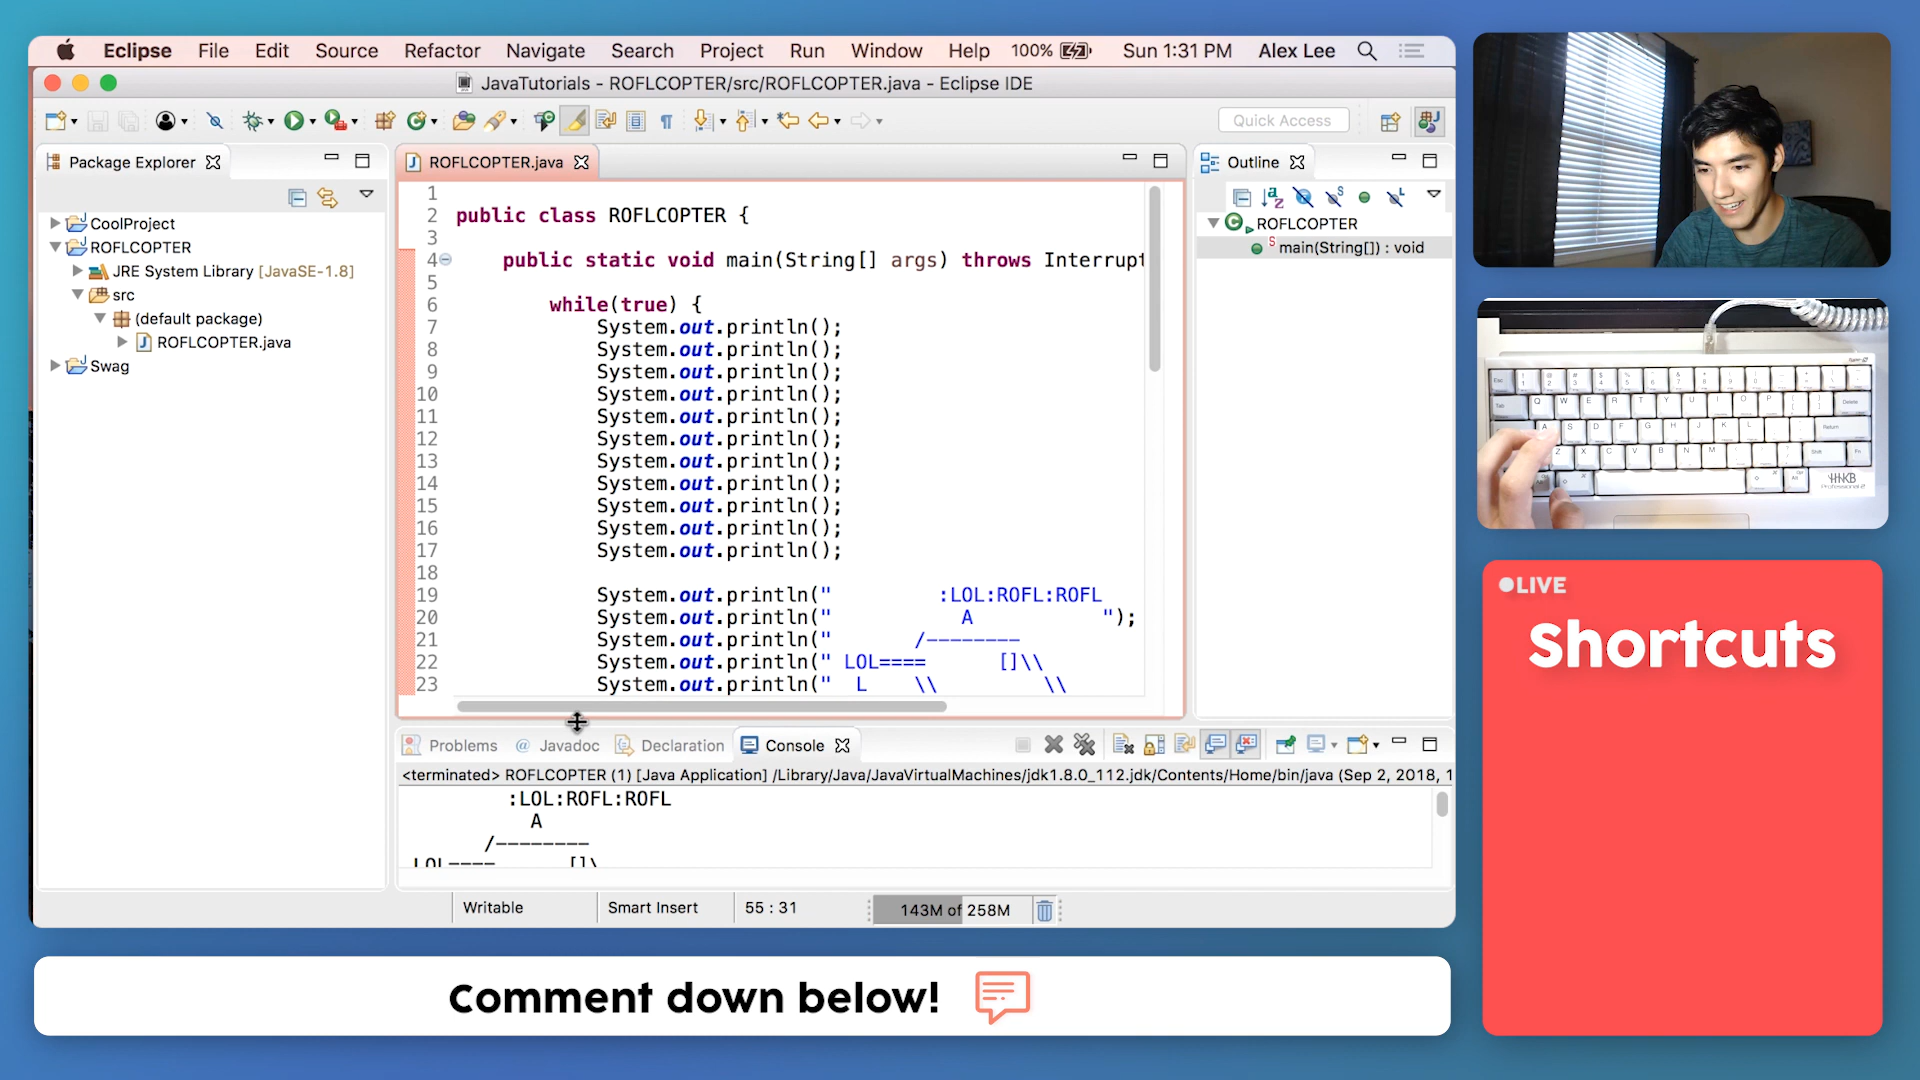 Eclipse File Edit Source Refactor Navigate Search Project Run Window Help 100% Sun 1:31 PM Alex Lee
JavaTutorials - ROFLCOPTER/src/ROFLCOPTER.java - Eclipse IDE
Quick Access
Package Explorer
CoolProject
ROFLCOPTER
JRE System Library [JavaSE-1.8]
src
(default package)
ROFLCOPTER.java
Swag
ROFLCOPTER.java
1
2 public class ROFLCOPTER {
3
4 public static void main(String[] args) throws Interrupt
5
6 while(true) {
7 System.out.println();
8 System.out.println();
9 System.out.println();
10 System.out.println();
11 System.out.println();
12 System.out.println();
13 System.out.println();
14 System.out.println();
15 System.out.println();
16 System.out.println();
17 System.out.println();
18
19 System.out.println("         :LOL:ROFL:ROFL
20 System.out.println("           A           ");
21 System.out.println("       /--------
22 System.out.println(" LOL====      []\\
23 System.out.println("  L    \\         \\
Outline
ROFLCOPTER
main(String[]) : void
Problems Javadoc Declaration Console
<terminated> ROFLCOPTER (1) [Java Application] /Library/Java/JavaVirtualMachines/jdk1.8.0_112.jdk/Contents/Home/bin/java (Sep 2, 2018, 1
:LOL:ROFL:ROFL
A
/--------
LOL==== []\
Writable Smart Insert 55 : 31 143M of 258M
Comment down below!
LIVE
Shortcuts
HHKB
Professional 2